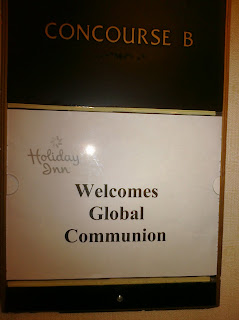 CONCOURSE B
Holiday
Inn
Welcomes
Global
Communion